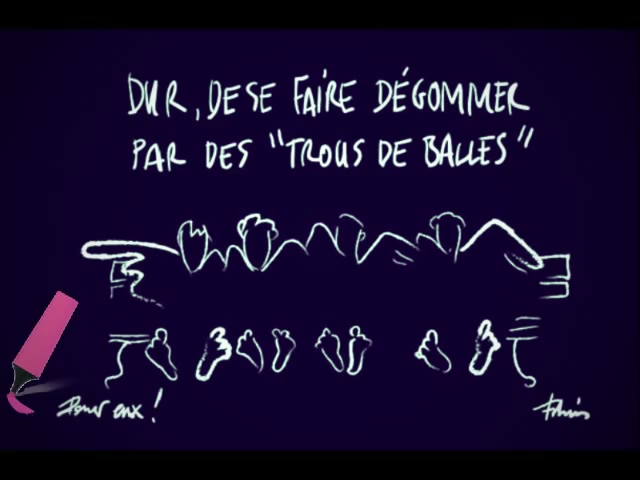 DUR, DE SE FAIRE DÉGOMMER
PAR DES "TROUS DE BALLES"
Pour eux !